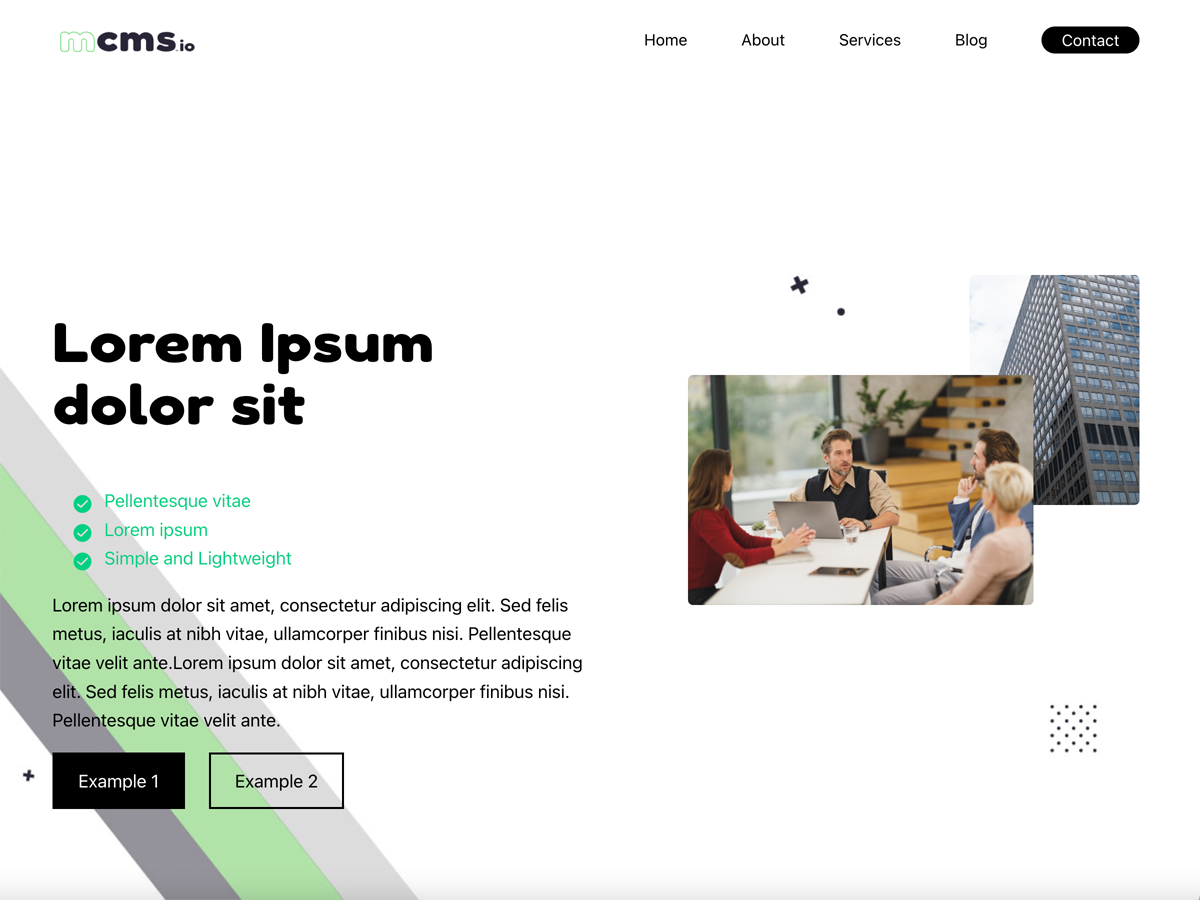 mcms.io
Home About Services Blog Contact
Lorem Ipsum
dolor sit
Pellentesque vitae
Lorem ipsum
Simple and Lightweight
Lorem ipsum dolor sit amet, consectetur adipiscing elit. Sed felis
metus, iaculis at nibh vitae, ullamcorper finibus nisi. Pellentesque
vitae velit ante.Lorem ipsum dolor sit amet, consectetur adipiscing
elit. Sed felis metus, iaculis at nibh vitae, ullamcorper finibus nisi.
Pellentesque vitae velit ante.
Example 1 Example 2